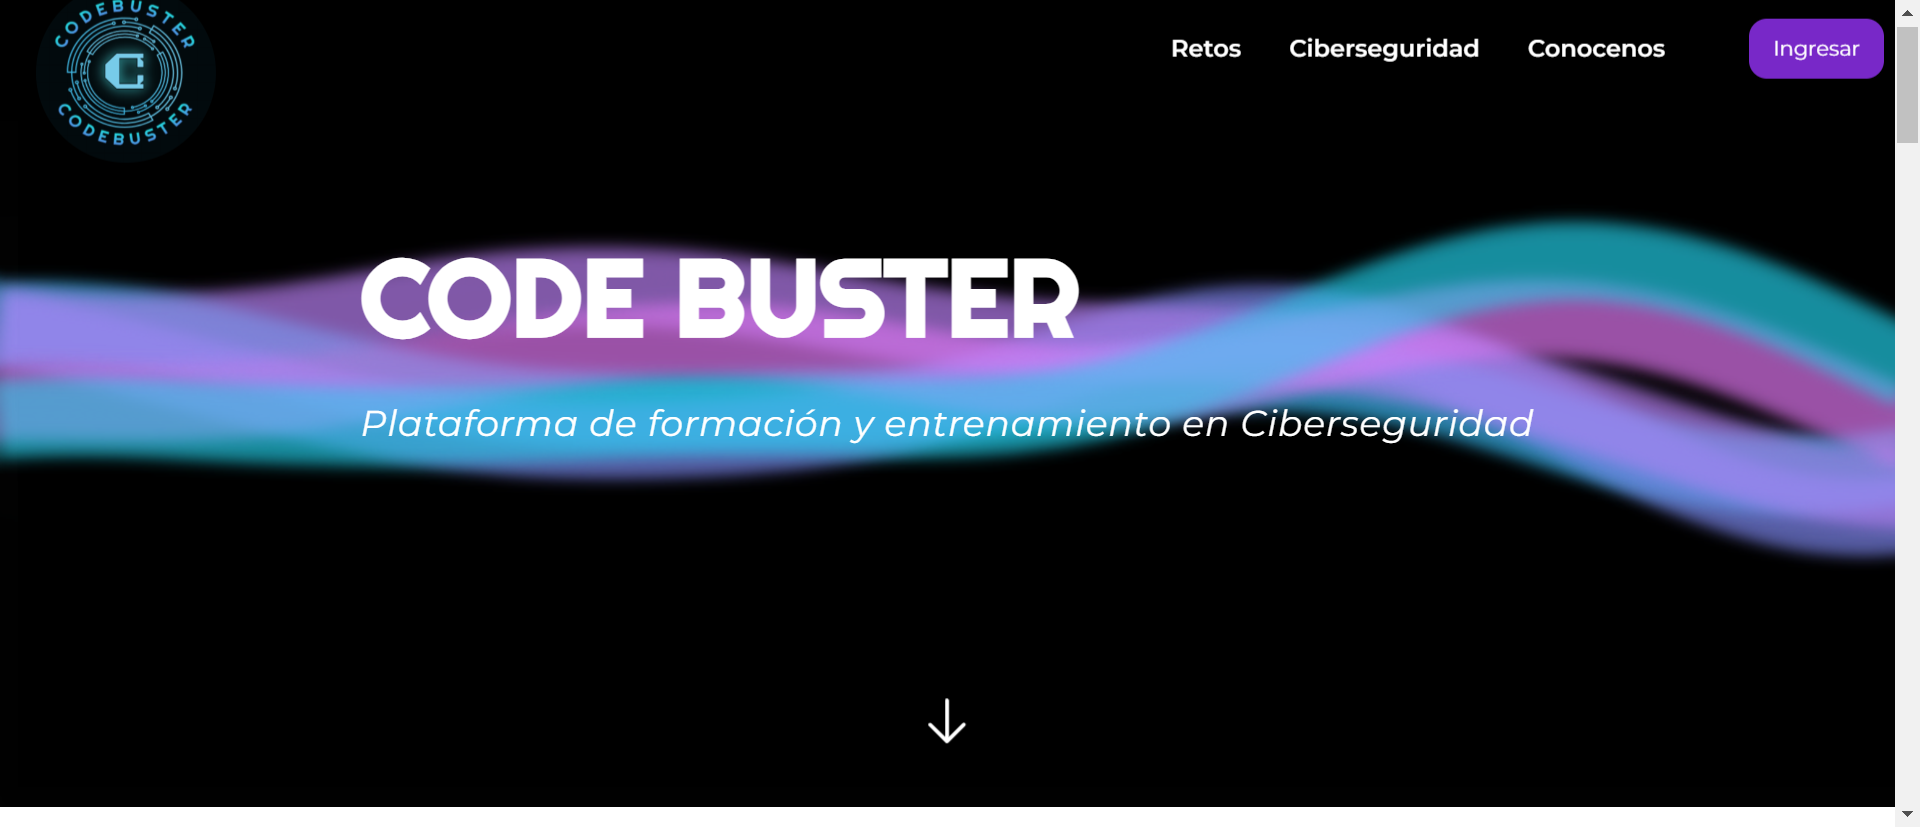 CODEBUSTER
C
CODEBUSTER
Retos Ciberseguridad Conocenos Ingresar
CODE BUSTER
Plataforma de formación y entrenamiento en Ciberseguridad